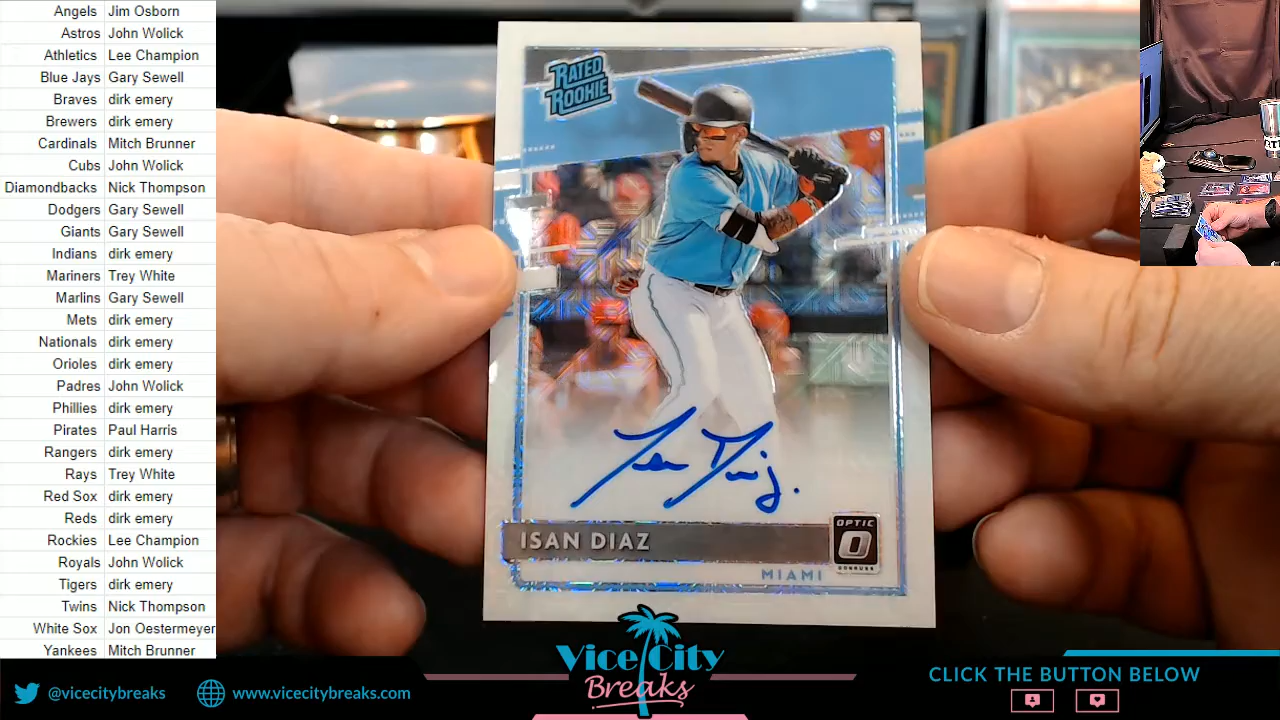 Angels Jim Osborn
Astros John Wolick
Athletics Lee Champion
Blue Jays Gary Sewell
Braves dirk emery
Brewers dirk emery
Cardinals Mitch Brunner
Cubs John Wolick
Diamondbacks Nick Thompson
Dodgers Gary Sewell
Giants Gary Sewell
Indians dirk emery
Mariners Trey White
Marlins Gary Sewell
Mets dirk emery
Nationals dirk emery
Orioles dirk emery
Padres John Wolick
Phillies dirk emery
Pirates Paul Harris
Rangers dirk emery
Rays Trey White
Red Sox dirk emery
Reds dirk emery
Rockies Lee Champion
Royals John Wolick
Tigers dirk emery
Twins Nick Thompson
White Sox Jon Oestermeyer
Yankees Mitch Brunner
RATED
ROOKIE
ISAN DIAZ
OPTIC
O
DONRUSS
MIAMI
Vice City
Breaks
@vicecitybreaks
www.vicecitybreaks.com
CLICK THE BUTTON BELOW